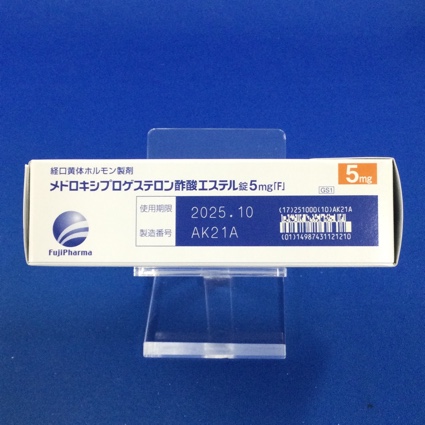 経口黄体ホルモン製剤
メドロキシプロゲステロン酢酸エステル錠5mg「F」
5mg
GS1
使用期限 2025.10
製造番号 AK21A
(17)251000(10)AK21A
(01)14987431121210
FujiPharma